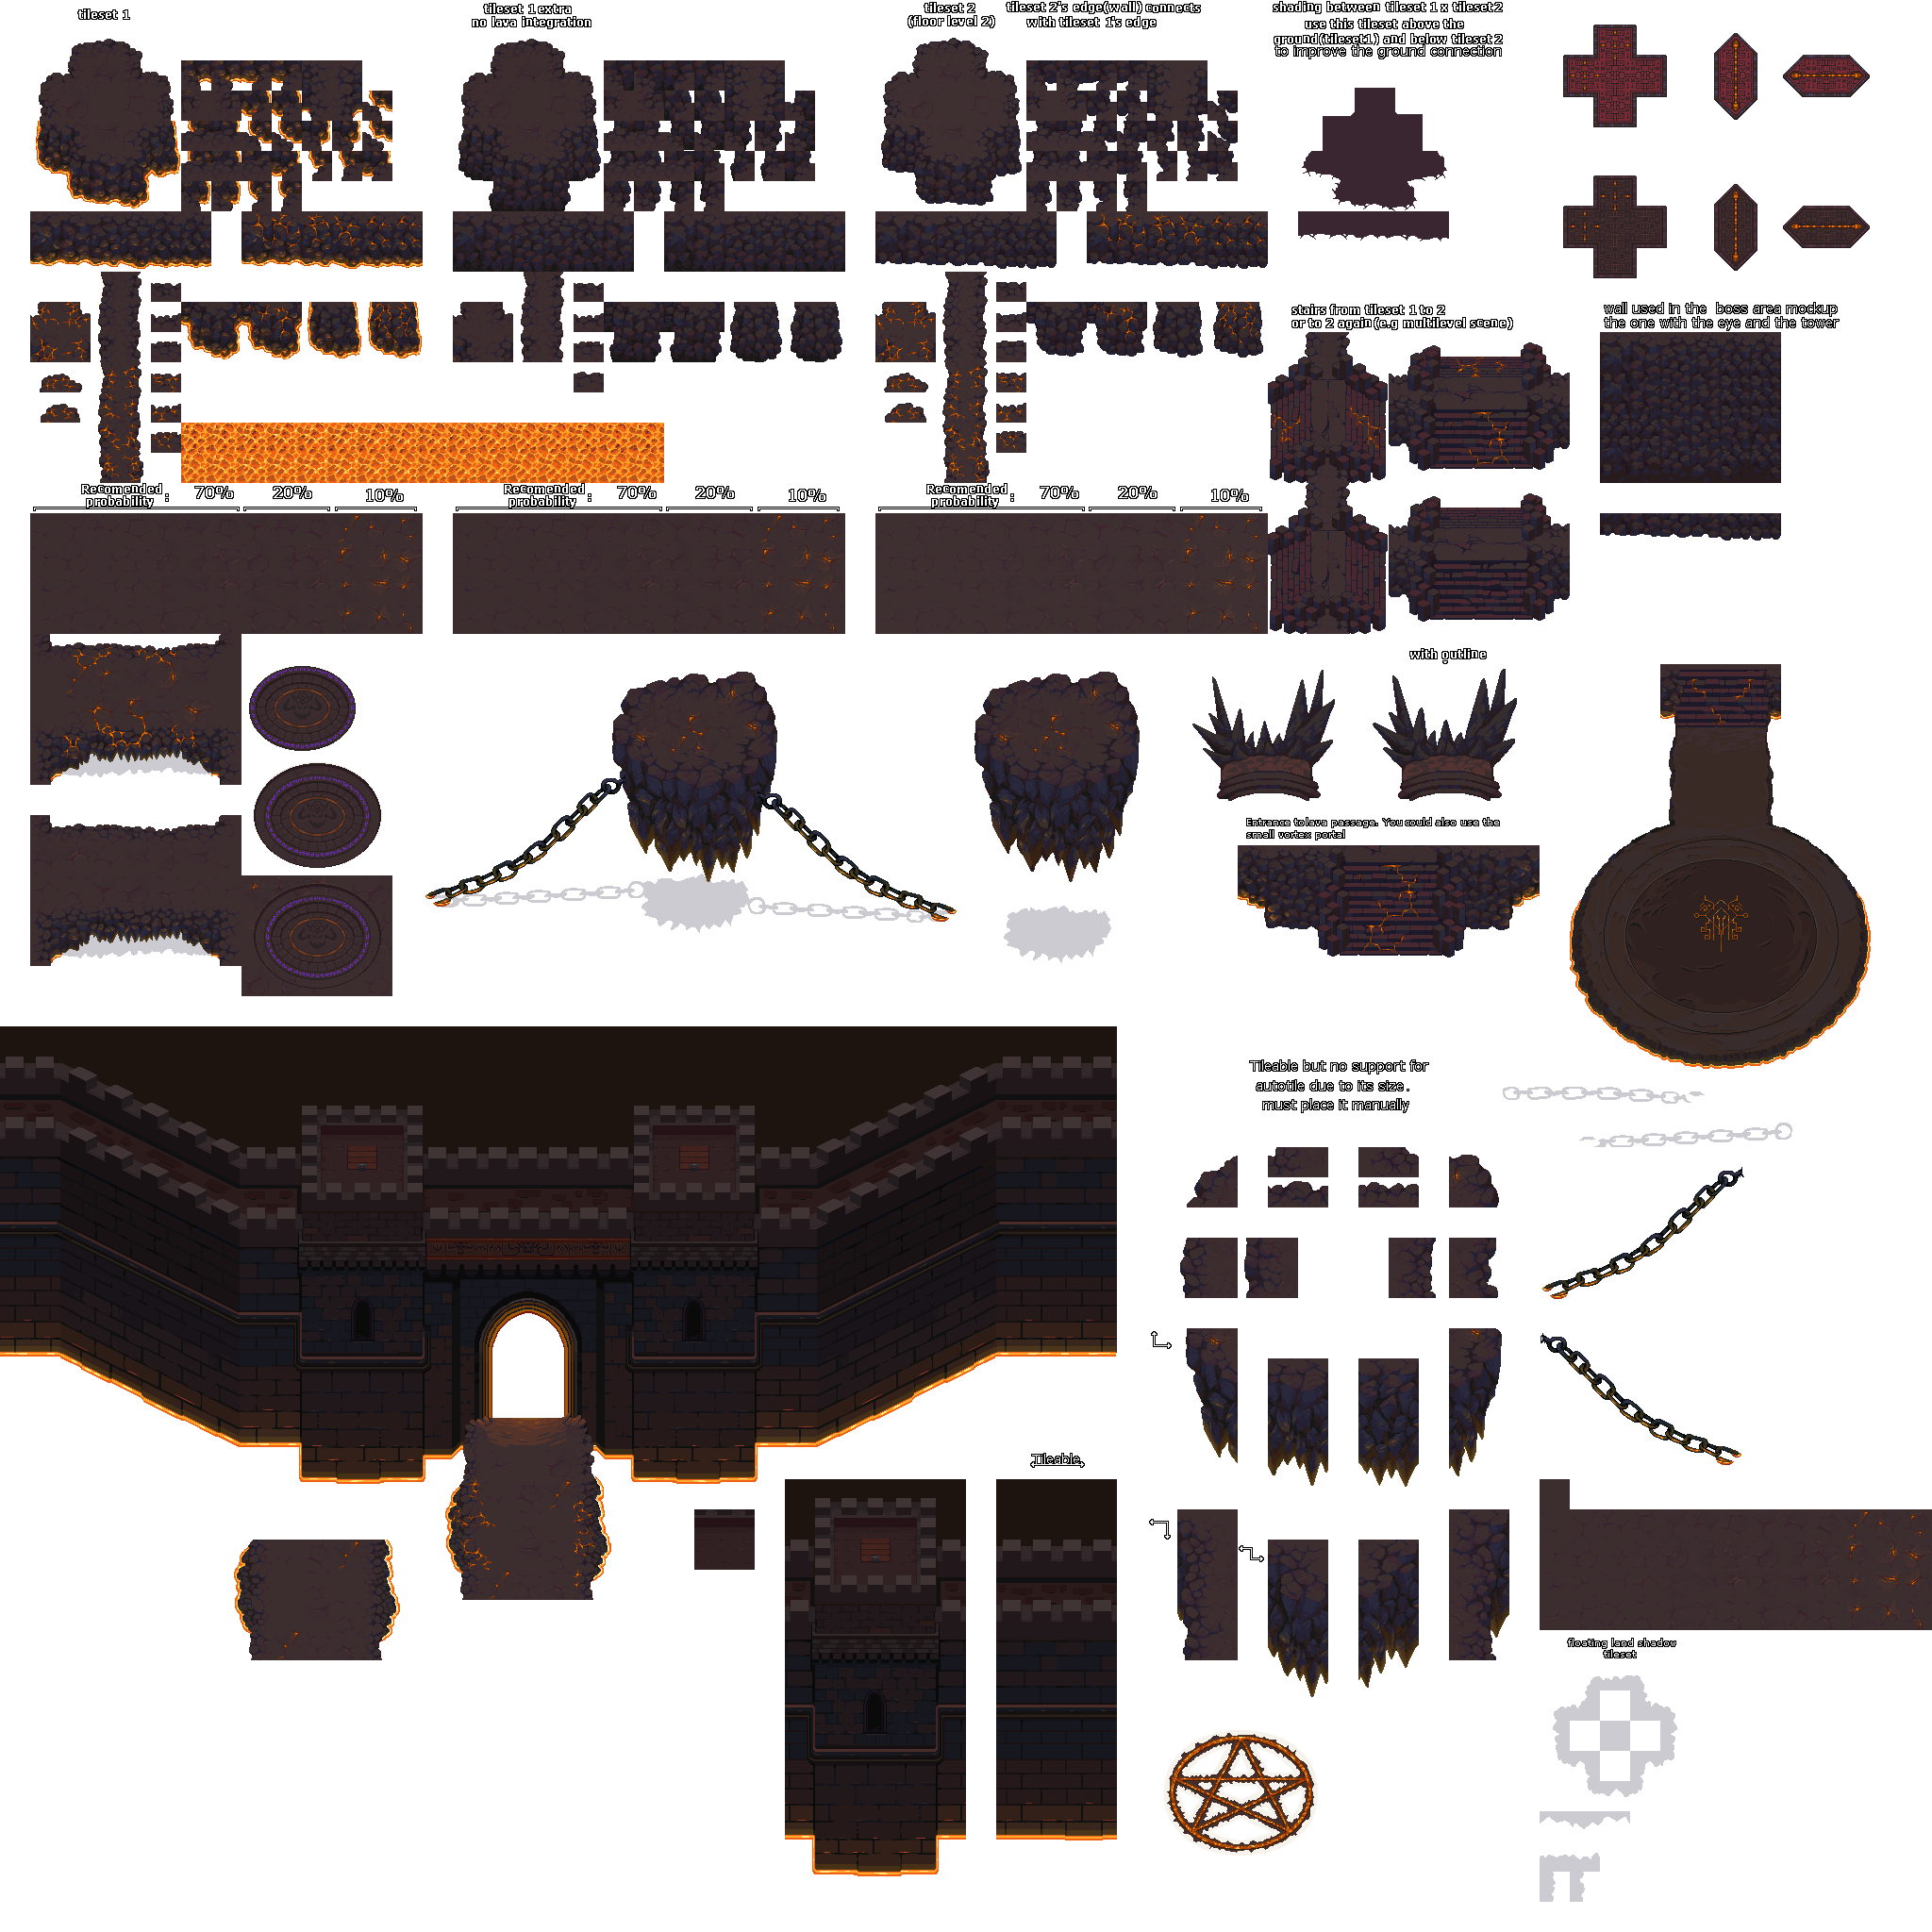 tileset 1
tileset 1 extra
no lava integration
tileset 2
(floor level 2)
tileset 2's edge(wall) connects
with tileset 1's edge
shading between tileset 1 x tileset 2
use this tileset above the
ground(tileset1) and below tileset 2
to improve the ground connection
stairs from tileset 1 to 2
or to 2 again(e.g multilevel scene)
wall used in the boss area mockup
the one with the eye and the tower
Recomended
probability :
70%
20%
10%
Recomended
probability :
70%
20%
10%
Recomended
probability :
70%
20%
10%
with outline
Entrance to lava passage. You could also use the
small vortex portal
Tileable but no support for
autotile due to its size.
must place it manually
Tileable
floating land shadow
tileset